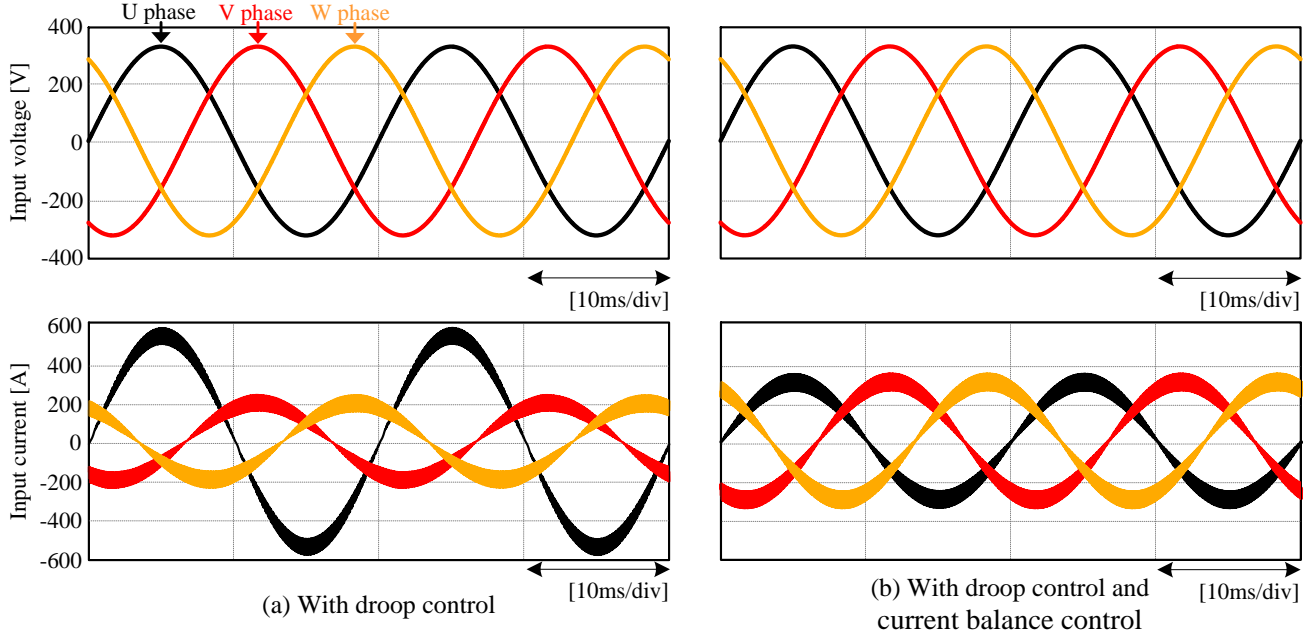 U phase V phase W phase
Input voltage [V]
400
200
0
-200
-400
[10ms/div]
[10ms/div]
Input current [A]
600
400
200
0
-200
-400
-600
[10ms/div]
[10ms/div]
(a) With droop control
(b) With droop control and
current balance control